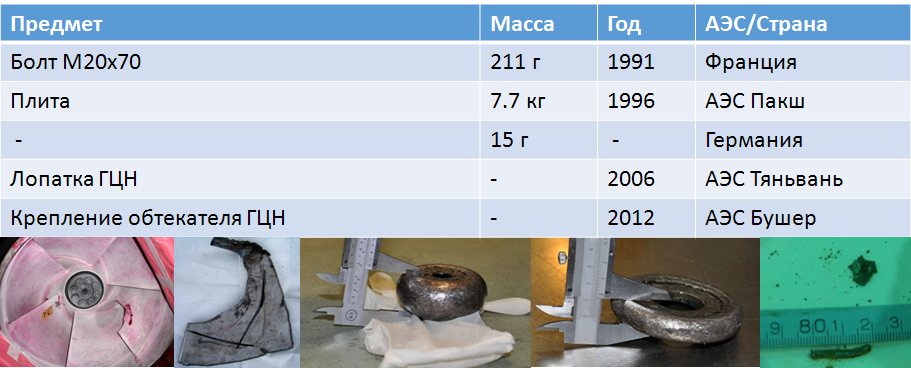 Предмет Масса Год АЭС/Страна
Болт М20х70 211 г 1991 Франция
Плита 7.7 кг 1996 АЭС Пакш
- 15 г - Германия
Лопатка ГЦН - 2006 АЭС Тяньвань
Крепление обтекателя ГЦН - 2012 АЭС Бушер
9 80 1 2 3